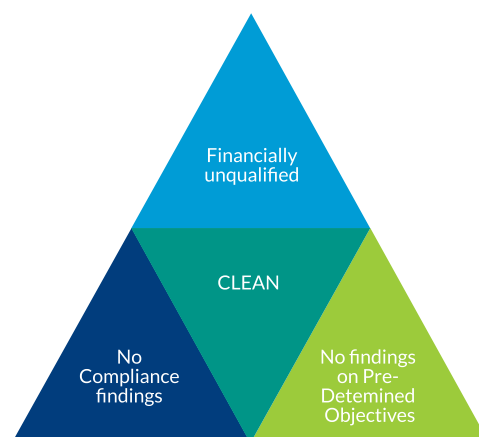 Financially
unqualified
CLEAN
No
Compliance
findings
No findings
on Pre-
Detemined
Objectives